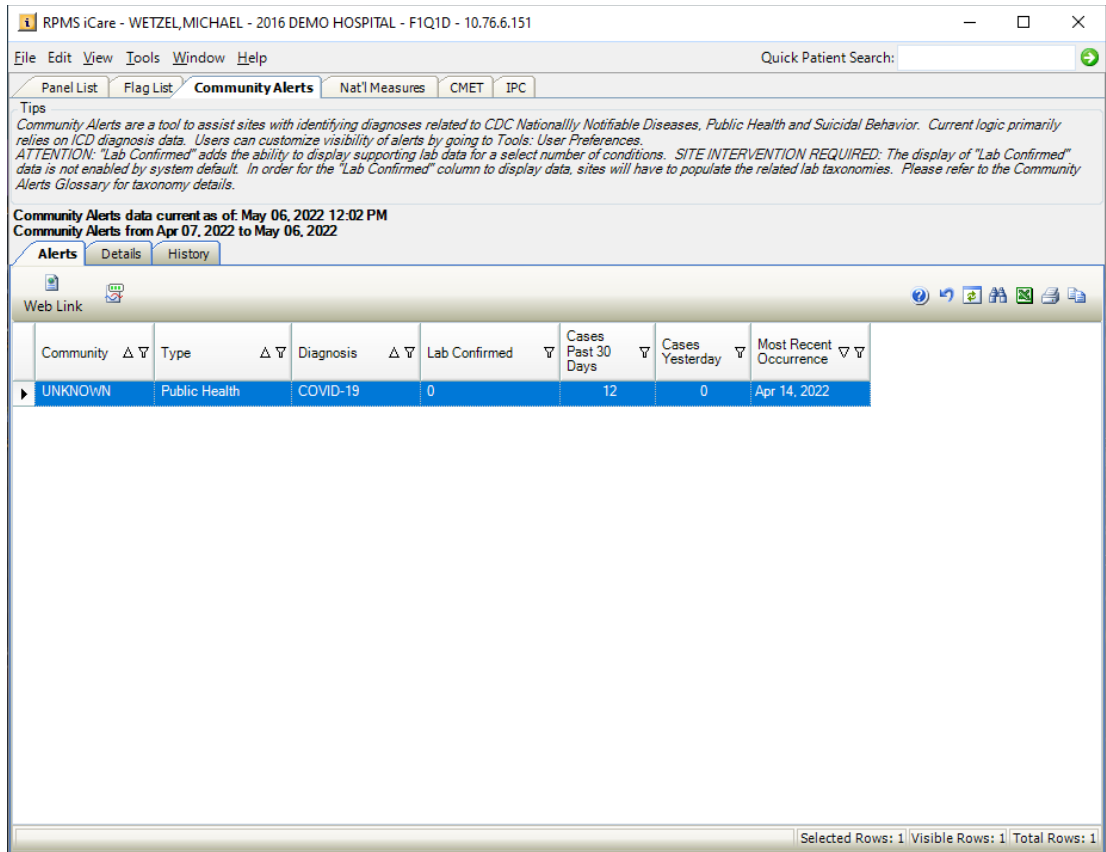 RPMS iCare - WETZEL,MICHAEL - 2016 DEMO HOSPITAL - F1Q1D - 10.76.6.151
File Edit View Tools Window Help
Quick Patient Search:
Panel List Flag List Community Alerts Nat'l Measures CMET IPC
Tips
Community Alerts are a tool to assist sites with identifying diagnoses related to CDC Nationallly Notifiable Diseases, Public Health and Suicidal Behavior. Current logic primarily
relies on ICD diagnosis data. Users can customize visibility of alerts by going to Tools: User Preferences.
ATTENTION: "Lab Confirmed" adds the ability to display supporting lab data for a select number of conditions. SITE INTERVENTION REQUIRED: The display of "Lab Confirmed"
data is not enabled by system default. In order for the "Lab Confirmed" column to display data, sites will have to populate the related lab taxonomies. Please refer to the Community
Alerts Glossary for taxonomy details.
Community Alerts data current as of: May 06, 2022 12:02 PM
Community Alerts from Apr 07, 2022 to May 06, 2022
Alerts Details History
Web Link
Community Type Diagnosis Lab Confirmed
Cases
Past 30
Days
Cases
Yesterday
Most Recent
Occurrence
UNKNOWN Public Health COVID-19 0 12 0 Apr 14, 2022
Selected Rows: 1 Visible Rows: 1 Total Rows: 1